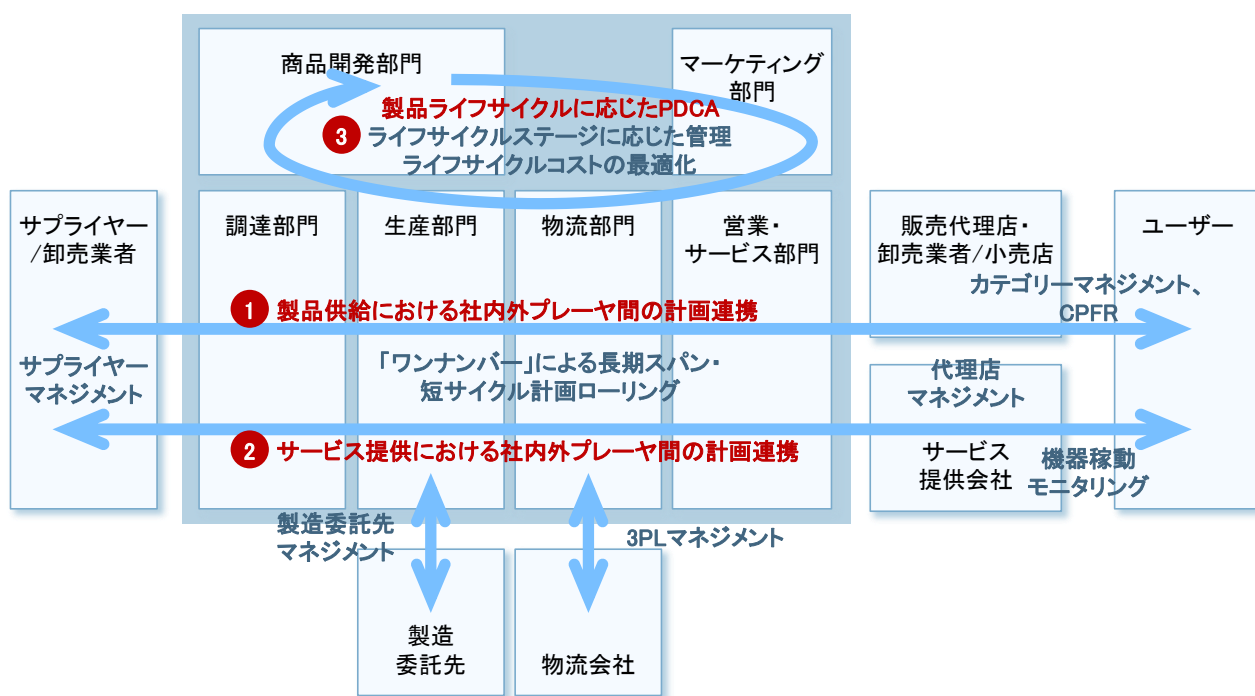 商品開発部門
マーケティング
部門
製品ライフサイクルに応じたPDCA
3
ライフサイクルステージに応じた管理
ライフサイクルコストの最適化
サプライヤー
/卸売業者
調達部門
生産部門
物流部門
営業・
サービス部門
販売代理店・
卸売業者/小売店
ユーザー
カテゴリーマネジメント、
CPFR
1 製品供給における社内外プレーヤ間の計画連携
サプライヤー
マネジメント
「ワンナンバー」による長期スパン・
短サイクル計画ローリング
代理店
マネジメント
2 サービス提供における社内外プレーヤ間の計画連携
サービス
提供会社
機器稼動
モニタリング
製造委託先
マネジメント
3PLマネジメント
製造
委託先
物流会社